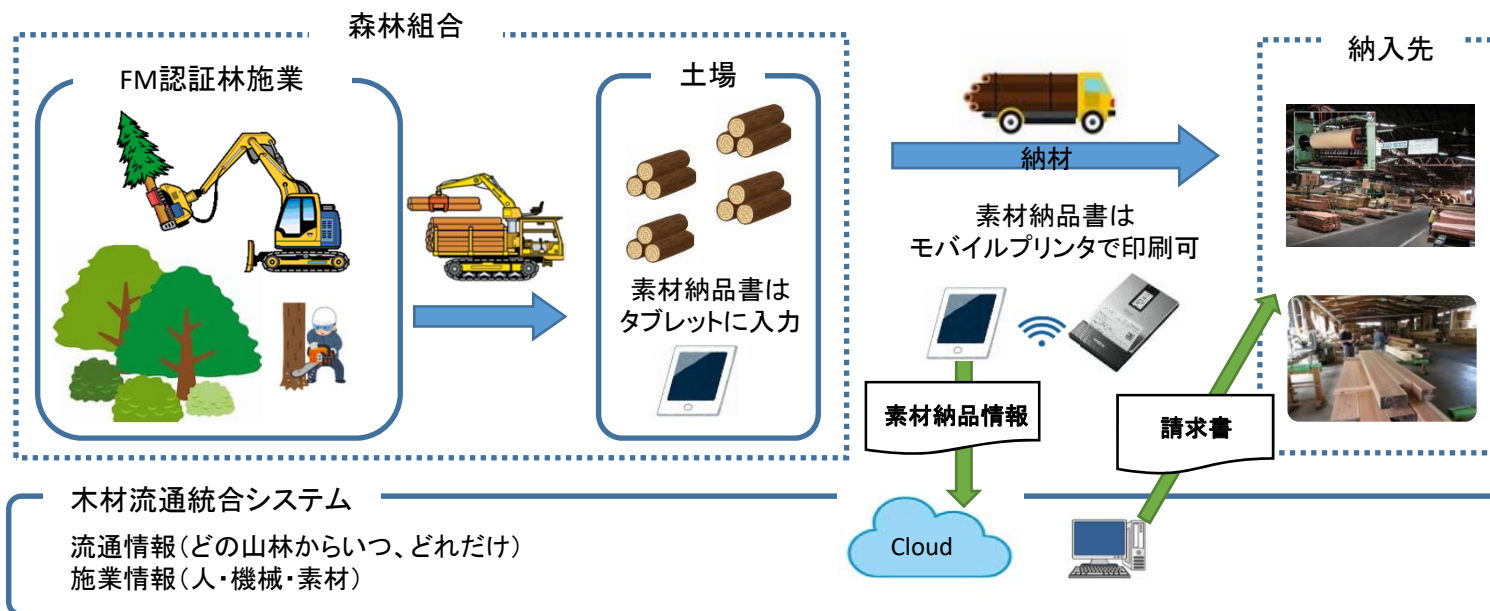 森林組合
FM認証林施業
土場
素材納品書は
タブレットに入力
納材
素材納品書は
モバイルプリンタで印刷可
納入先
素材納品情報
請求書
木材流通統合システム
流通情報（どの山林からいつ、どれだけ）
施業情報（人・機械・素材）
Cloud